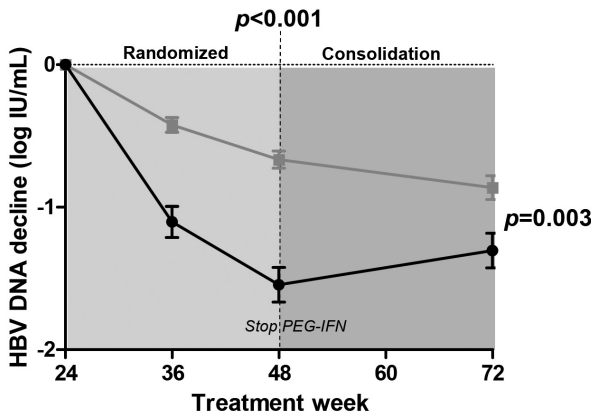 p<0.001
Randomized
Consolidation
HBV DNA decline (log IU/mL)
0
-1
-2
p=0.003
Stop PEG-IFN
24
36
48
60
72
Treatment week